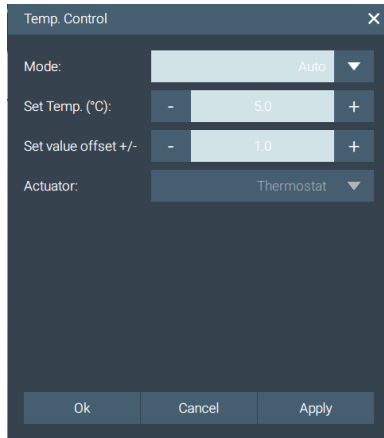 Temp. Control
Mode: Auto
Set Temp. (°C): - 5.0 +
Set value offset +/- - 1.0 +
Actuator: Thermostat
Ok Cancel Apply